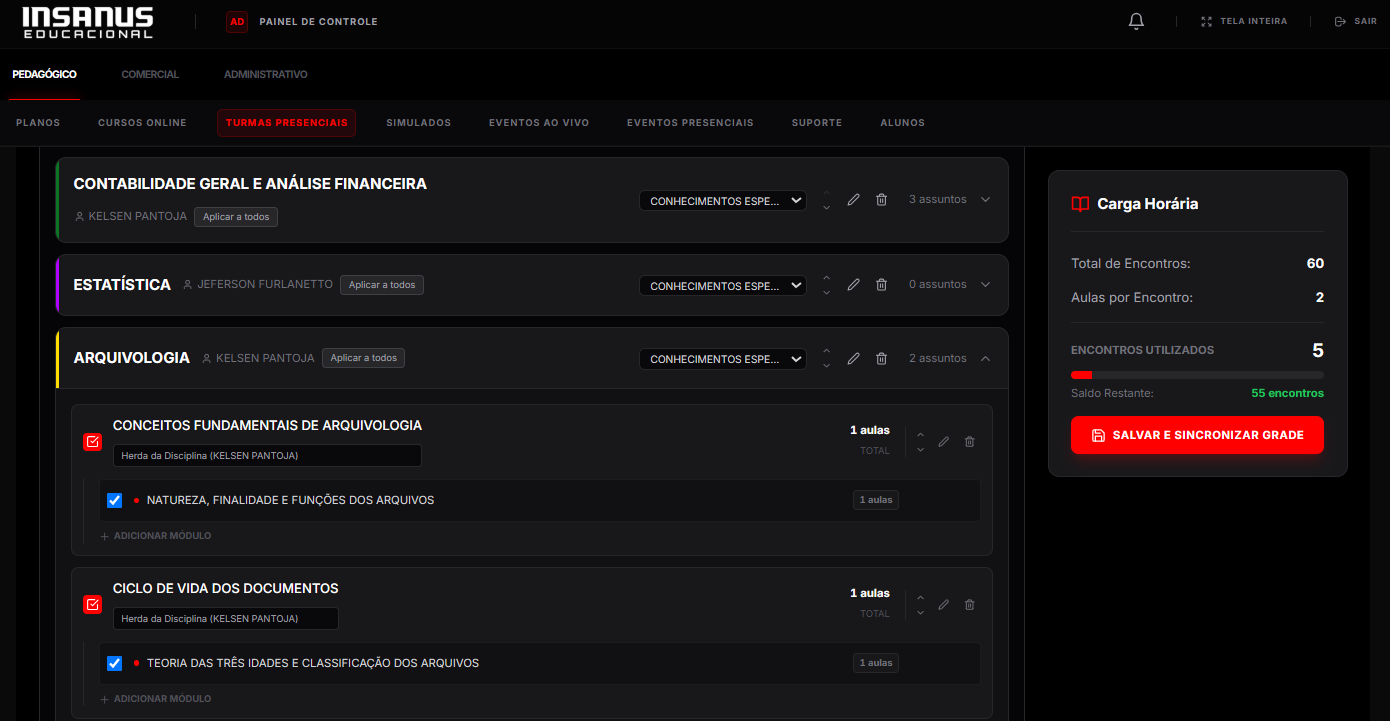 INSANUS
EDUCACIONAL
AD PAINEL DE CONTROLE
TELA INTEIRA
SAIR
PEDAGÓGICO COMERCIAL ADMINISTRATIVO
PLANOS CURSOS ONLINE TURMAS PRESENCIAIS SIMULADOS EVENTOS AO VIVO EVENTOS PRESENCIAIS SUPORTE ALUNOS
CONTABILIDADE GERAL E ANÁLISE FINANCEIRA
KELSEN PANTOJA Aplicar a todos
CONHECIMENTOS ESPE... 3 assuntos
ESTATÍSTICA JEFERSON FURLANETTO Aplicar a todos CONHECIMENTOS ESPE... 0 assuntos
ARQUIVOLOGIA KELSEN PANTOJA Aplicar a todos CONHECIMENTOS ESPE... 2 assuntos
CONCEITOS FUNDAMENTAIS DE ARQUIVOLOGIA
Herda da Disciplina (KELSEN PANTOJA)
1 aulas
TOTAL
NATUREZA, FINALIDADE E FUNÇÕES DOS ARQUIVOS 1 aulas
+ ADICIONAR MÓDULO
CICLO DE VIDA DOS DOCUMENTOS
Herda da Disciplina (KELSEN PANTOJA)
1 aulas
TOTAL
TEORIA DAS TRÊS IDADES E CLASSIFICAÇÃO DOS ARQUIVOS 1 aulas
+ ADICIONAR MÓDULO
Carga Horária
Total de Encontros: 60
Aulas por Encontro: 2
ENCONTROS UTILIZADOS 5
Saldo Restante: 55 encontros
SALVAR E SINCRONIZAR GRADE